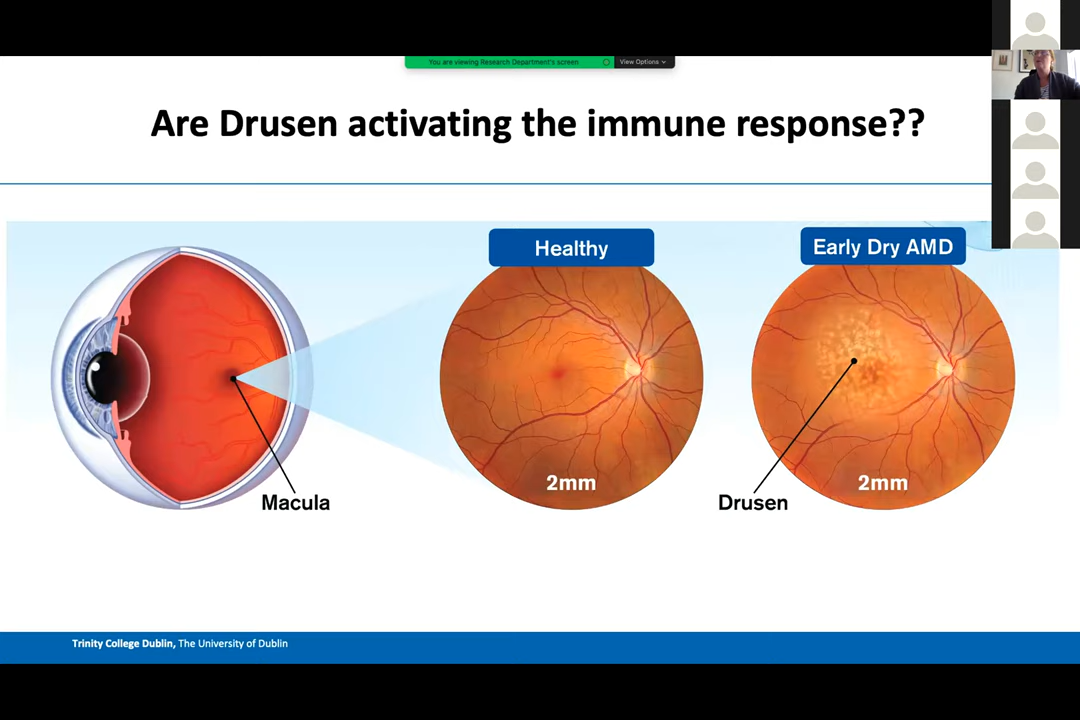 You are viewing Research Department's screen
View Options
Are Drusen activating the immune response??
Healthy
Early Dry AMD
2mm
2mm
Macula
Drusen
Trinity College Dublin, The University of Dublin